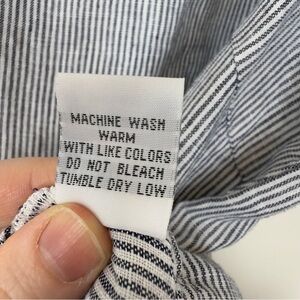 MACHINE WASH
WARM
WITH LIKE COLORS
DO NOT BLEACH
TUMBLE DRY LOW